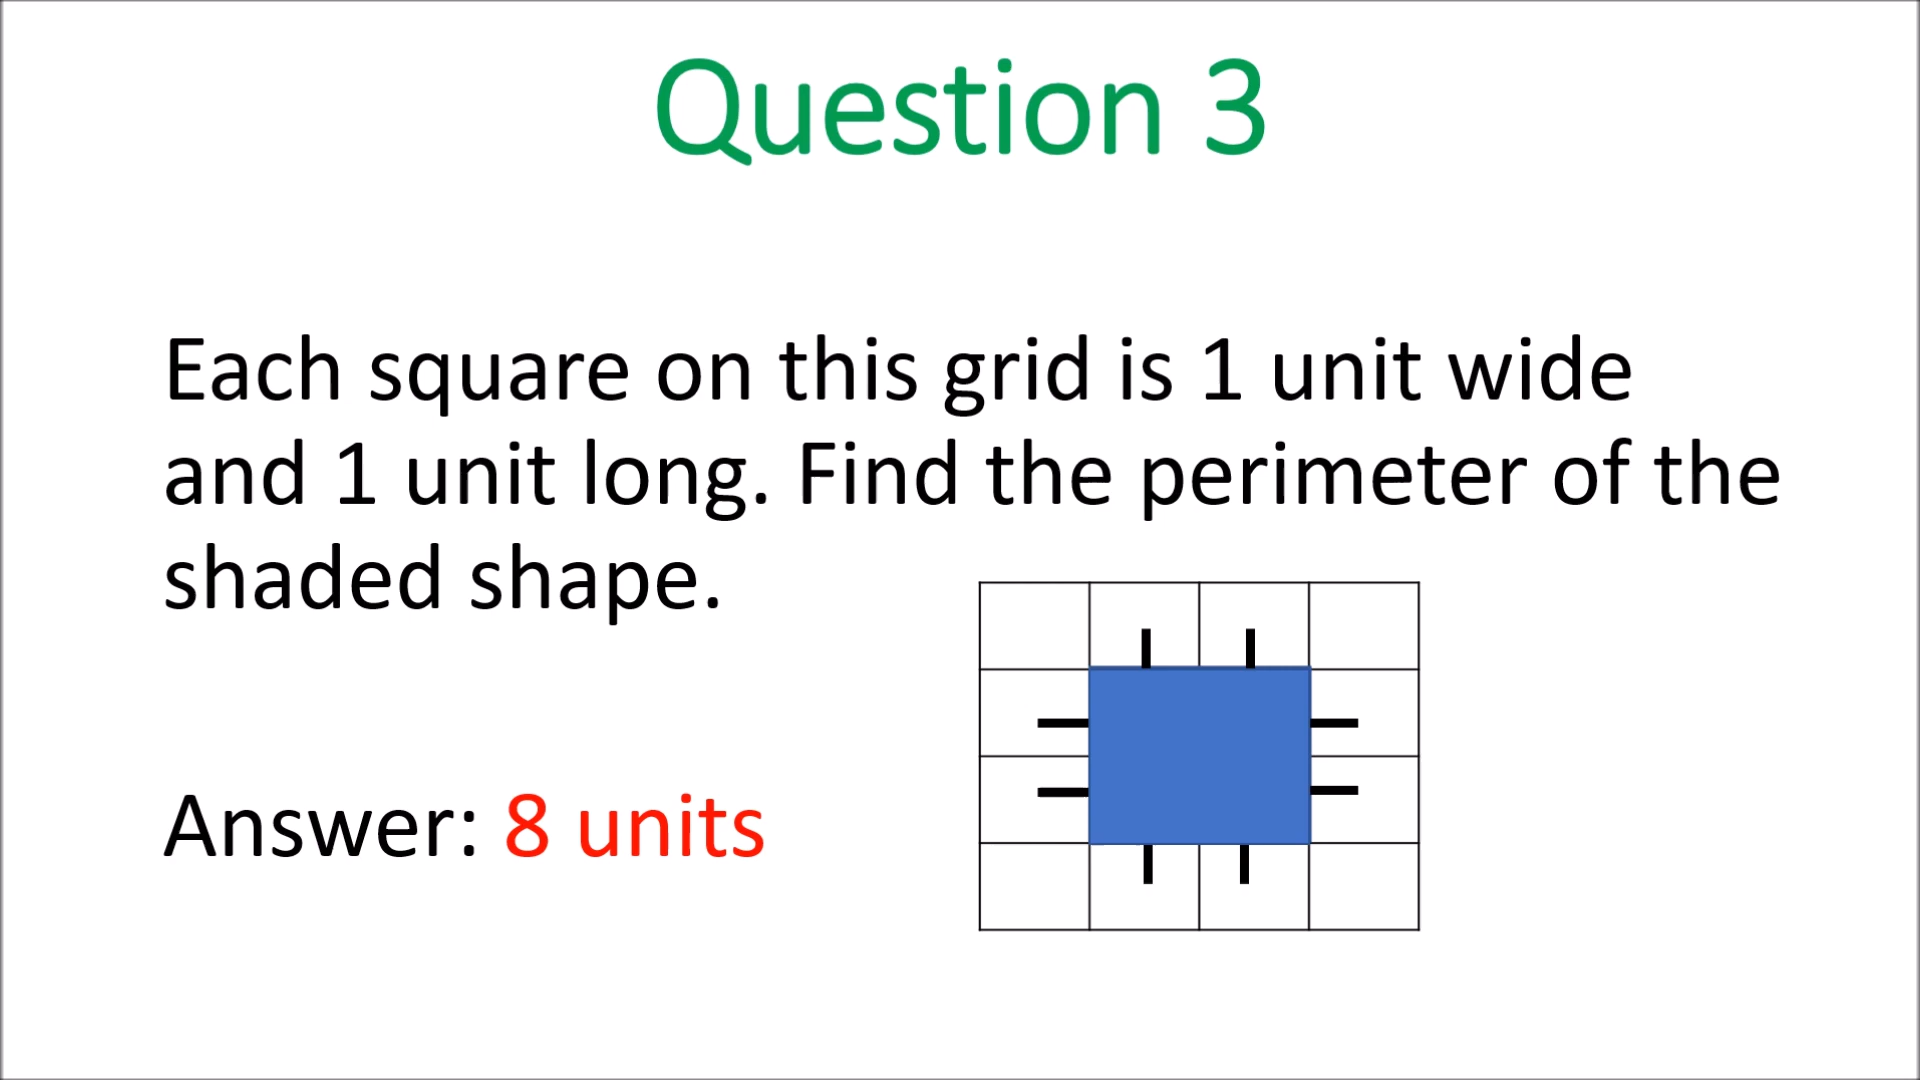 Question 3
Each square on this grid is 1 unit wide
and 1 unit long. Find the perimeter of the
shaded shape.
Answer: 8 units